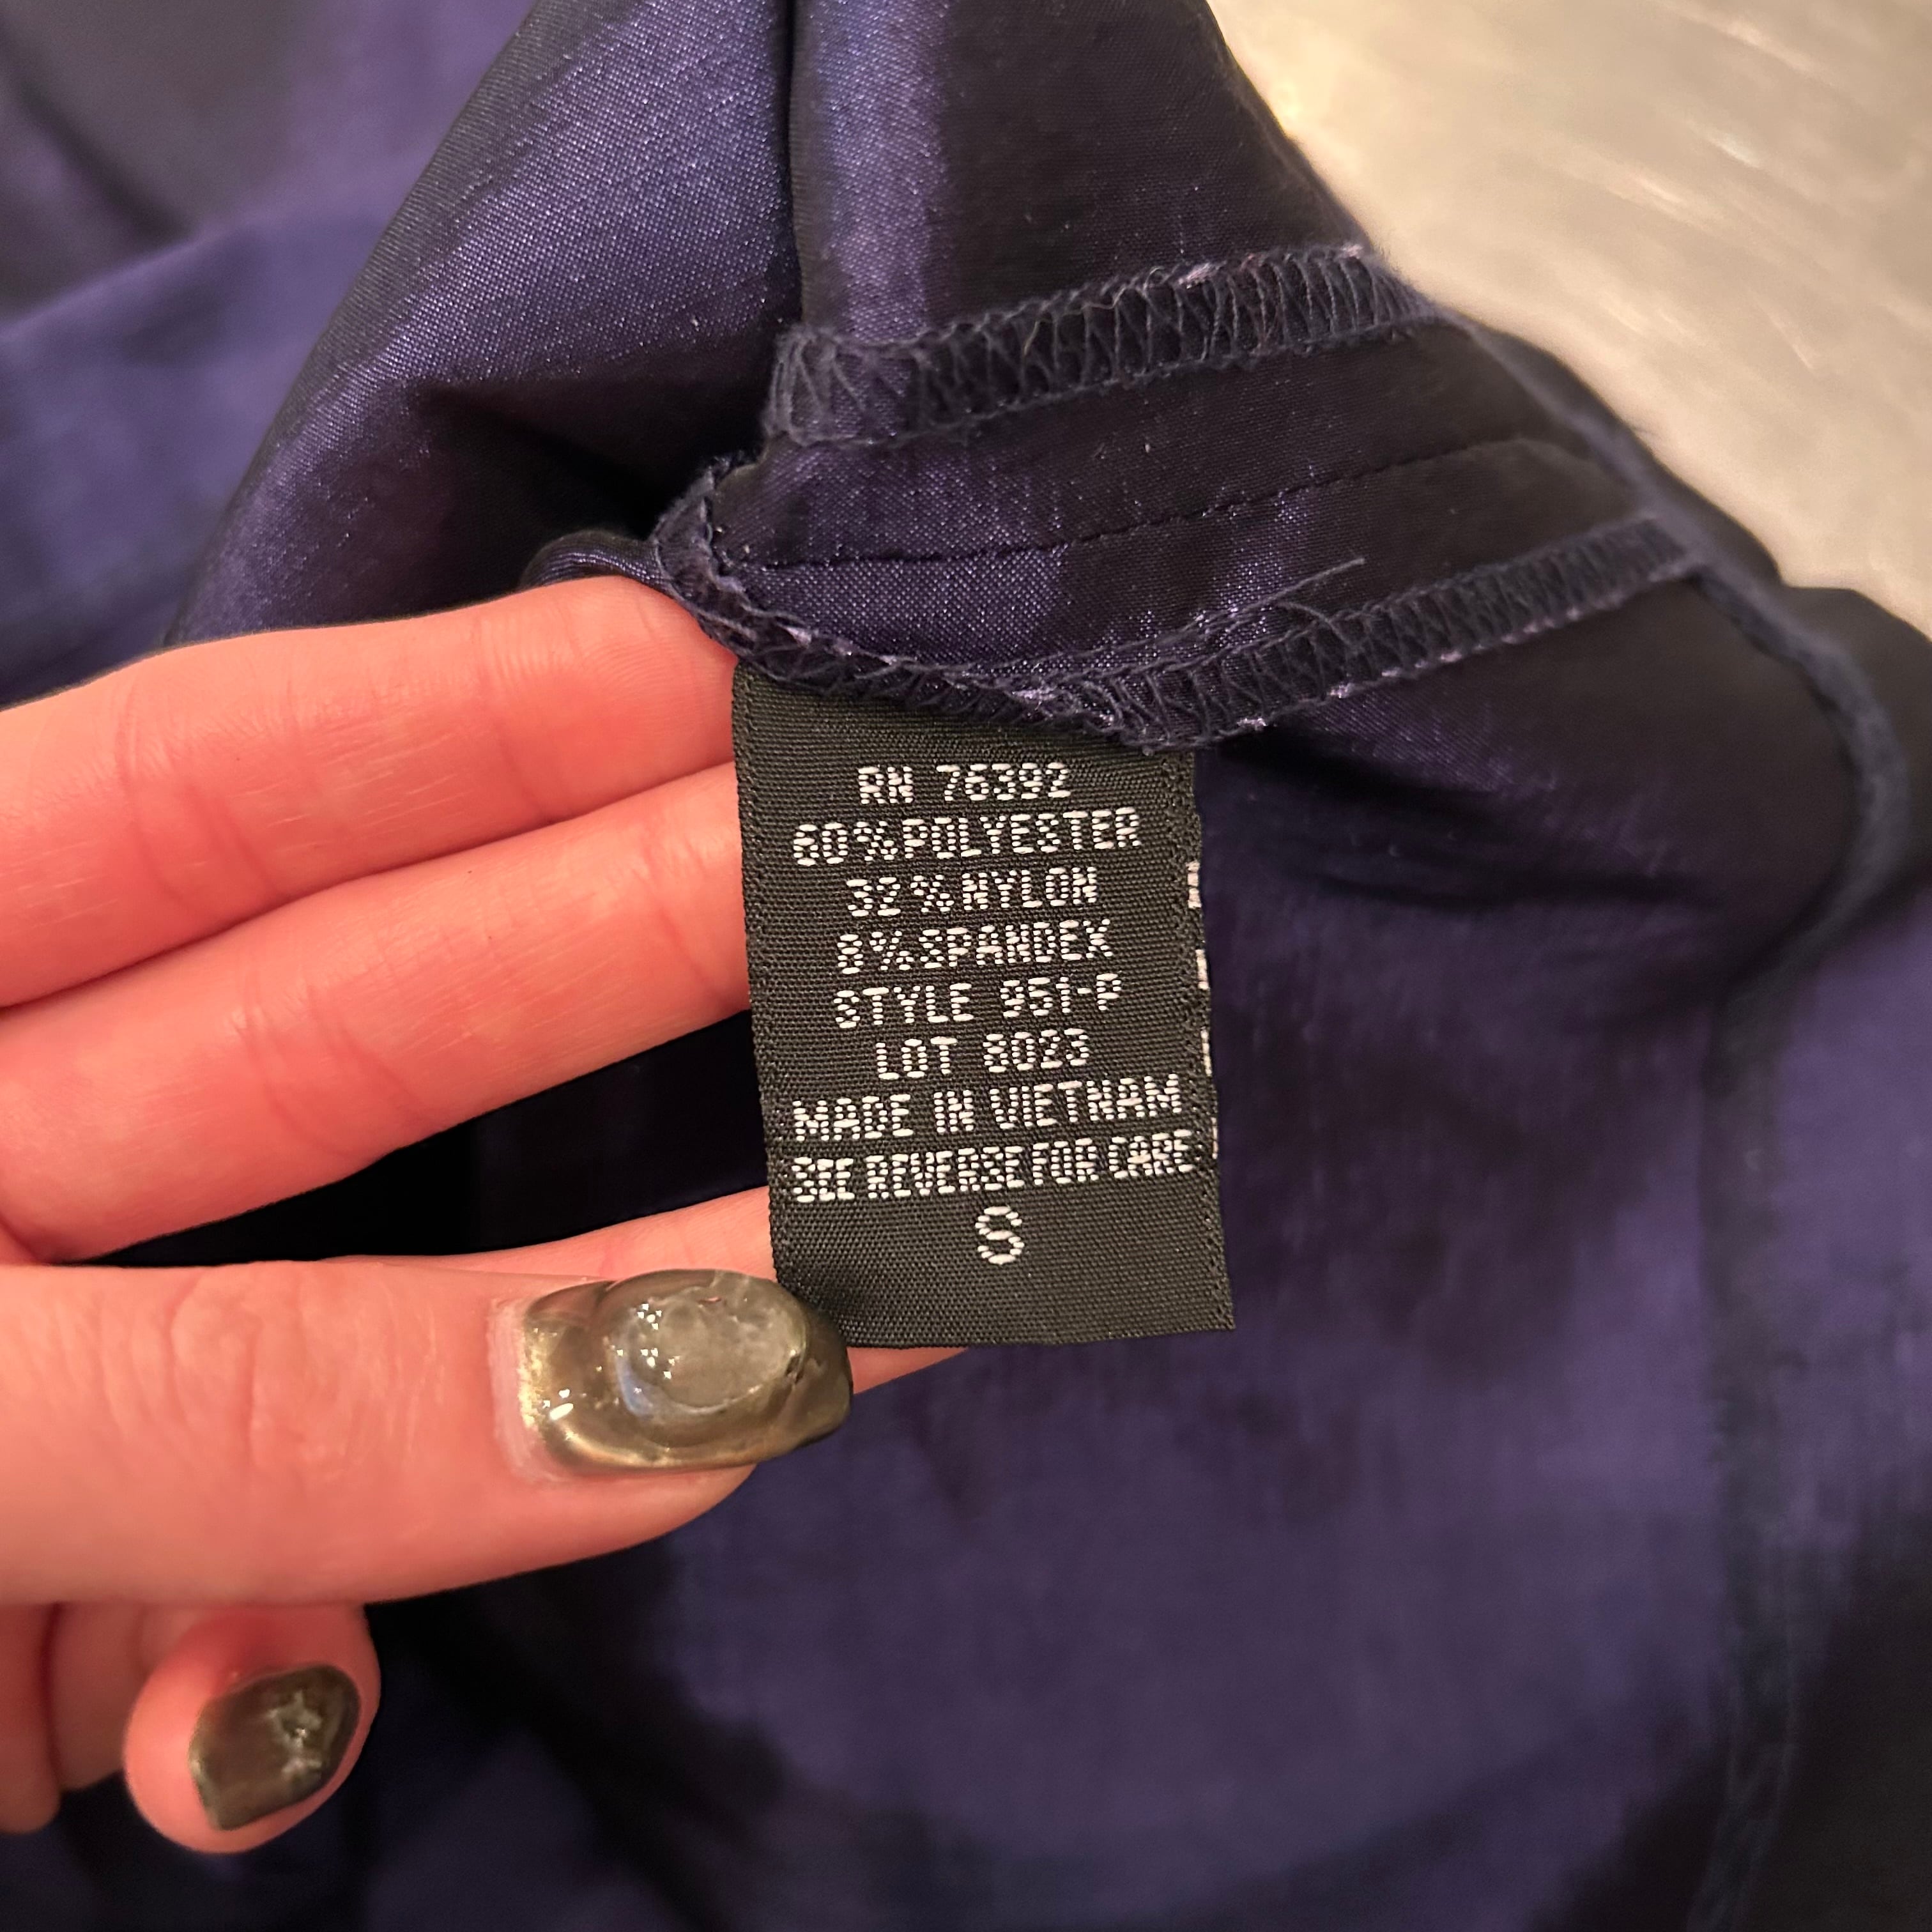 RN 76392
60%POLYESTER
32%NYLON
8%SPANDEX
STYLE 951-P
LOT 8023
MADE IN VIETNAM
SEE REVERSE FOR CARE
S